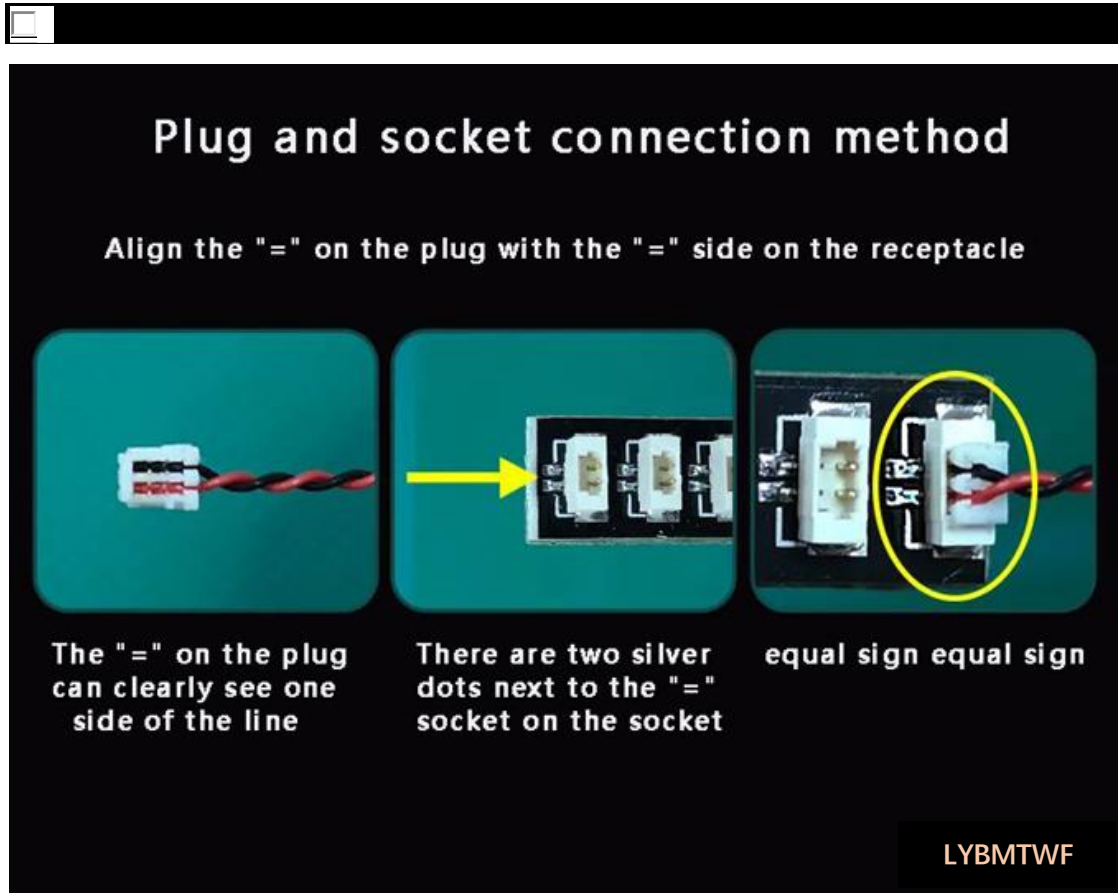 Plug and socket connection method
Align the "=" on the plug with the "=" side on the receptacle
The "=" on the plug
can clearly see one
side of the line
There are two silver
dots next to the "="
socket on the socket
equal sign equal sign
LYBMTWF